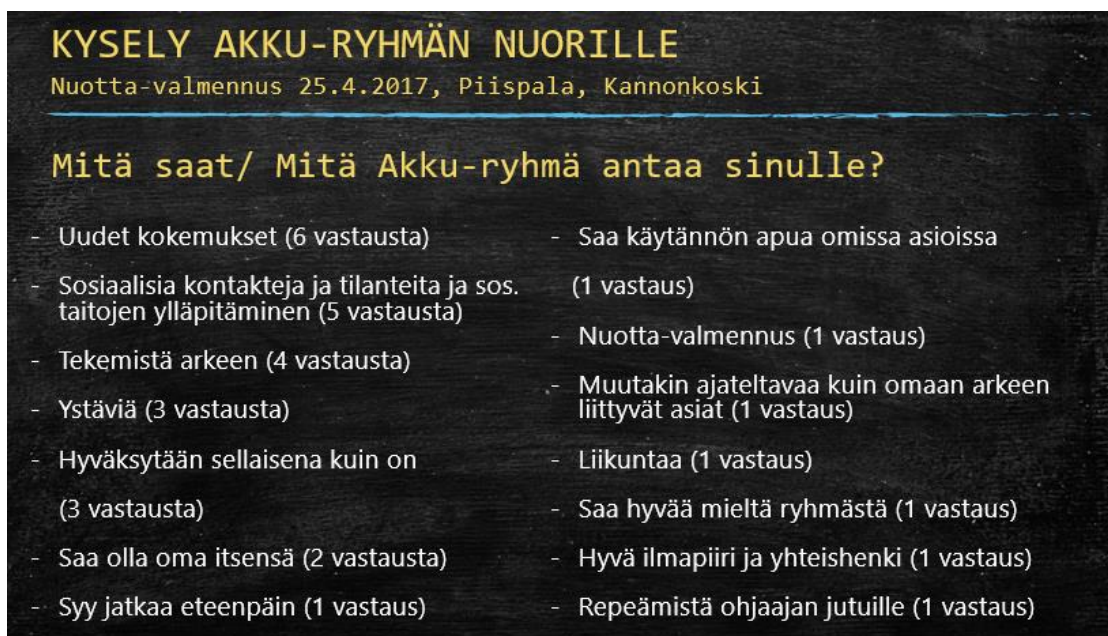 KYSELY AKKU-RYHMÄN NUORILLE
Nuotta-valmennus 25.4.2017, Piispala, Kannonkoski
Mitä saat/ Mitä Akku-ryhmä antaa sinulle?
- Uudet kokemukset (6 vastausta)
- Sosiaalisia kontakteja ja tilanteita ja sos.
taitojen ylläpitäminen (5 vastausta)
- Tekemistä arkeen (4 vastausta)
- Ystäviä (3 vastausta)
- Hyväksytään sellaisena kuin on
(3 vastausta)
- Saa olla oma itsensä (2 vastausta)
- Syy jatkaa eteenpäin (1 vastaus)
- Saa käytännön apua omissa asioissa
(1 vastaus)
- Nuotta-valmennus (1 vastaus)
- Muutakin ajateltavaa kuin omaan arkeen
liittyvät asiat (1 vastaus)
- Liikuntaa (1 vastaus)
- Saa hyvää mieltä ryhmästä (1 vastaus)
- Hyvä ilmapiiri ja yhteishenki (1 vastaus)
- Repeämistä ohjaajan jutuille (1 vastaus)